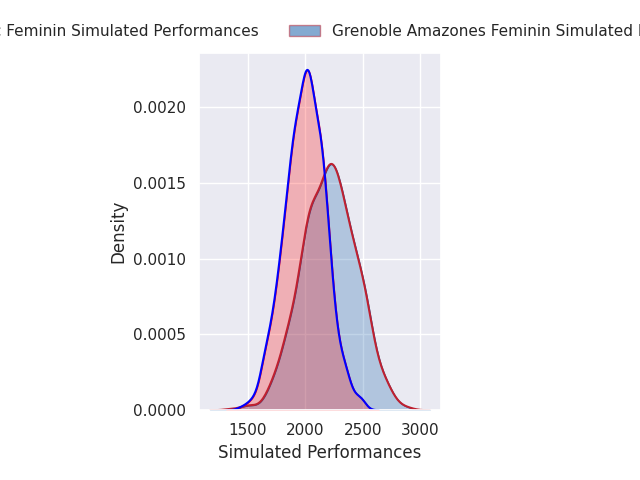 Feminin Simulated Performances
Grenoble Amazones Feminin Simulated
0.0020
0.0015
0.0010
0.0005
0.0000
Density
1500 2000 2500 3000
Simulated Performances